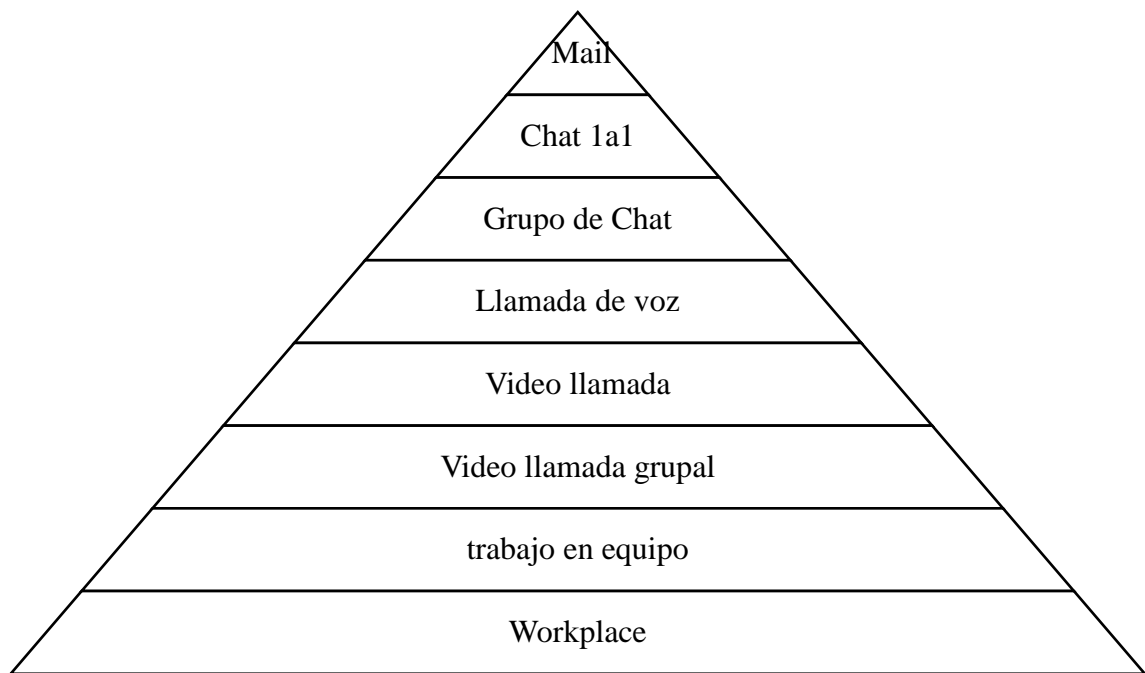 Mail
Chat 1a1
Grupo de Chat
Llamada de voz
Video llamada
Video llamada grupal
trabajo en equipo
Workplace